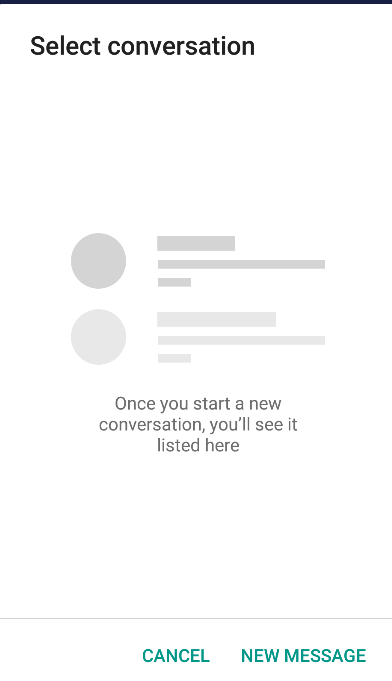 Select conversation
Once you start a new
conversation, you'll see it
listed here
CANCEL NEW MESSAGE